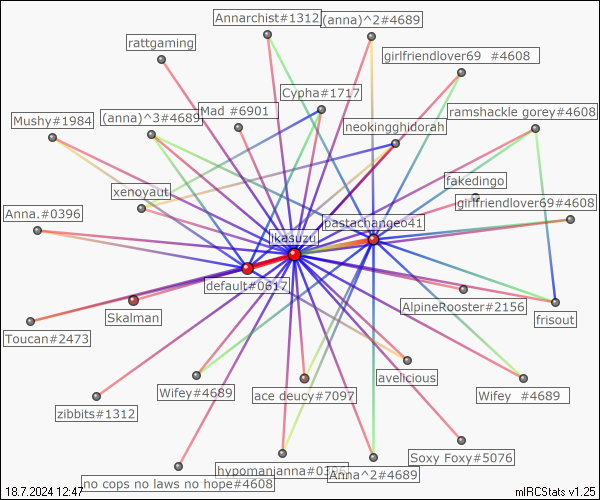 Annarchist#1312
(anna)^2#4689
rattgaming
girlfriendlover69 #4608
Cypha#1717
Mushy#1984
(anna)^3#4689
Mad #6901
ramshackle gorey#4608
neokingghidorah
xenoyaut
fakedingo
girlfriendlover69#4608
Anna.#0396
pastachangeo41
ikasuzu
default#0617
Skalman
AlpineRooster#2156
frisout
Toucan#2473
avelicious
Wifey#4689
ace deucy#7097
Wifey #4689
zibbits#1312
Soxy Foxy#5076
hypomanianna#0396
Anna^2#4689
no cops no laws no hope#4608
18.7.2024 12:47
mIRCStats v1.25